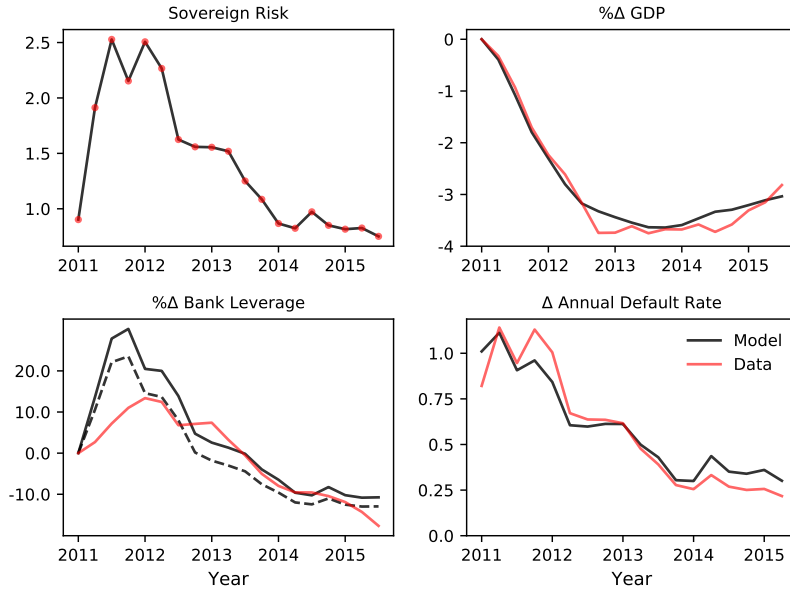 Sovereign Risk
2.5
2.0
1.5
1.0
2011 2012 2013 2014 2015
%Δ GDP
0
-1
-2
-3
-4
2011 2012 2013 2014 2015
%Δ Bank Leverage
20.0
10.0
0.0
-10.0
2011 2012 2013 2014 2015
Year
Δ Annual Default Rate
Model
Data
1.0
0.75
0.5
0.25
0.0
2011 2012 2013 2014 2015
Year